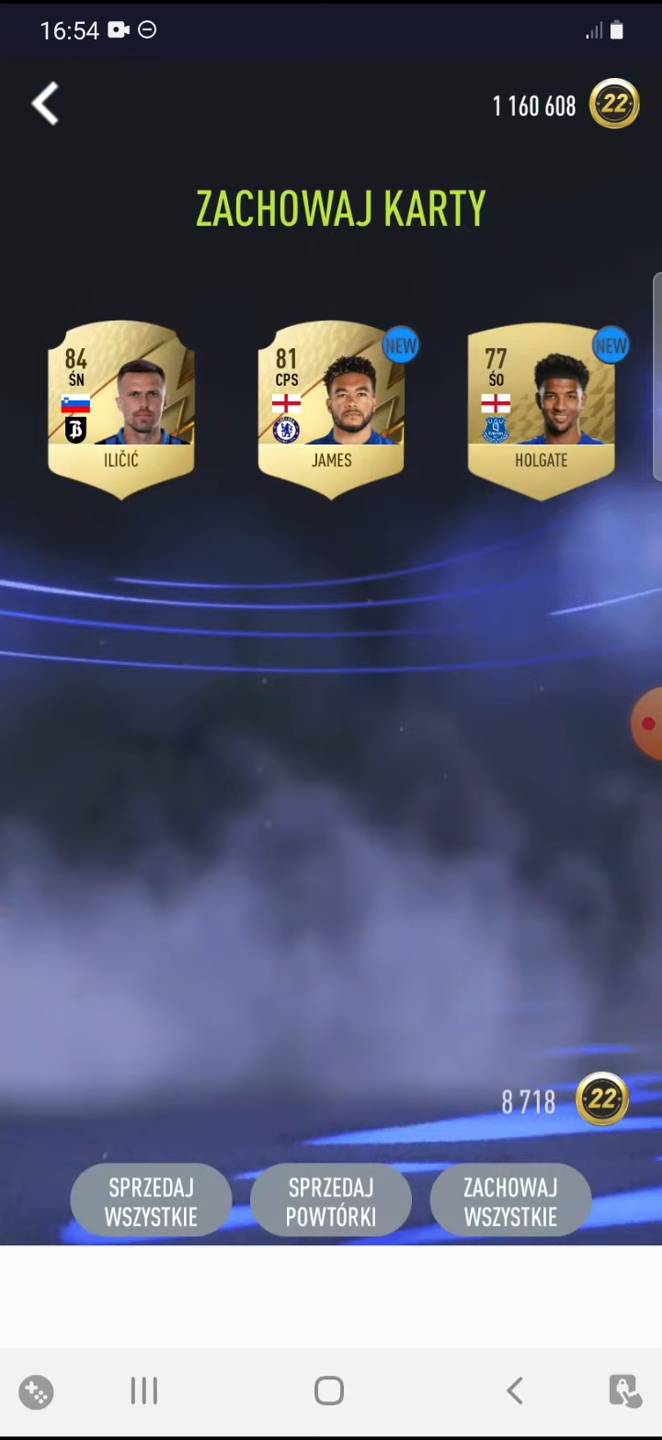 16:54
1 160 608 22
ZACHOWAJ KARTY
84
ŚN
ILIČIĆ
NEW
81
CPS
JAMES
NEW
77
ŚO
HOLGATE
8 718 22
SPRZEDAJ
WSZYSTKIE
SPRZEDAJ
POWTÓRKI
ZACHOWAJ
WSZYSTKIE